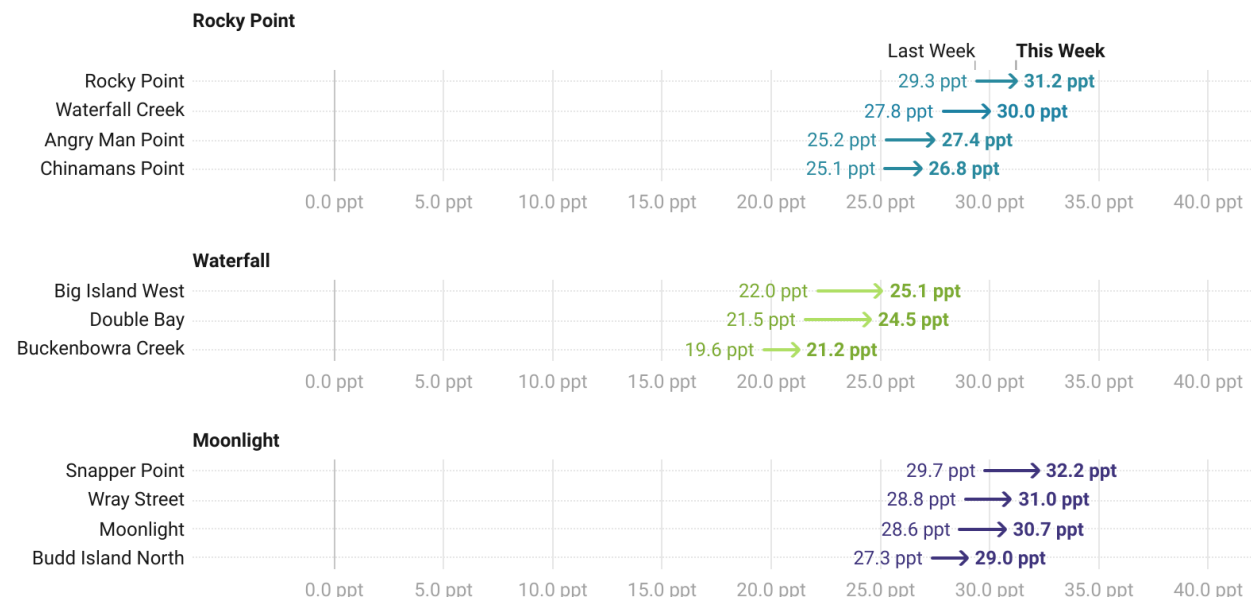 Rocky Point
Last Week This Week
Rocky Point 29.3 ppt 31.2 ppt
Waterfall Creek 27.8 ppt 30.0 ppt
Angry Man Point 25.2 ppt 27.4 ppt
Chinamans Point 25.1 ppt 26.8 ppt
0.0 ppt 5.0 ppt 10.0 ppt 15.0 ppt 20.0 ppt 25.0 ppt 30.0 ppt 35.0 ppt 40.0 ppt
Waterfall
Big Island West 22.0 ppt 25.1 ppt
Double Bay 21.5 ppt 24.5 ppt
Buckenbowra Creek 19.6 ppt 21.2 ppt
0.0 ppt 5.0 ppt 10.0 ppt 15.0 ppt 20.0 ppt 25.0 ppt 30.0 ppt 35.0 ppt 40.0 ppt
Moonlight
Snapper Point 29.7 ppt 32.2 ppt
Wray Street 28.8 ppt 31.0 ppt
Moonlight 28.6 ppt 30.7 ppt
Budd Island North 27.3 ppt 29.0 ppt
0.0 ppt 5.0 ppt 10.0 ppt 15.0 ppt 20.0 ppt 25.0 ppt 30.0 ppt 35.0 ppt 40.0 ppt